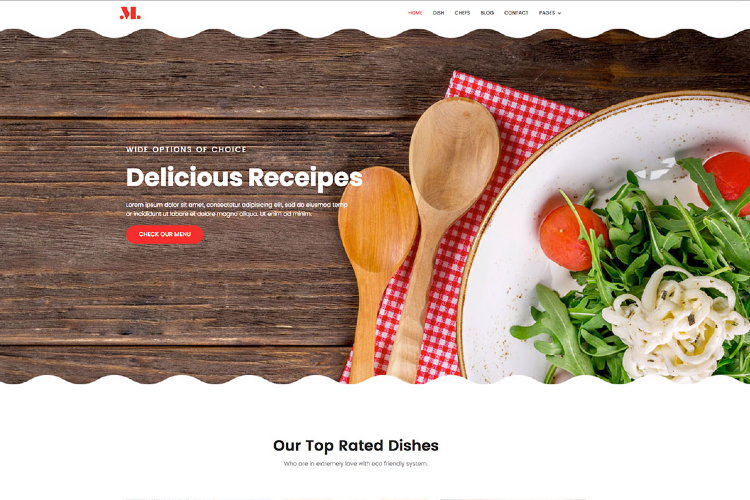 M.
HOME DISH CHEFS BLOG CONTACT PAGES
WIDE OPTIONS OF CHOICE
Delicious Receipes
Lorem ipsum dolor sit amet, consectetur adipisicing elit, sed do eiusmod temp
or incididunt ut labore et dolore magna aliqua. Ut enim ad minim.
CHECK OUR MENU
Our Top Rated Dishes
Who are in extremely love with eco friendly system.